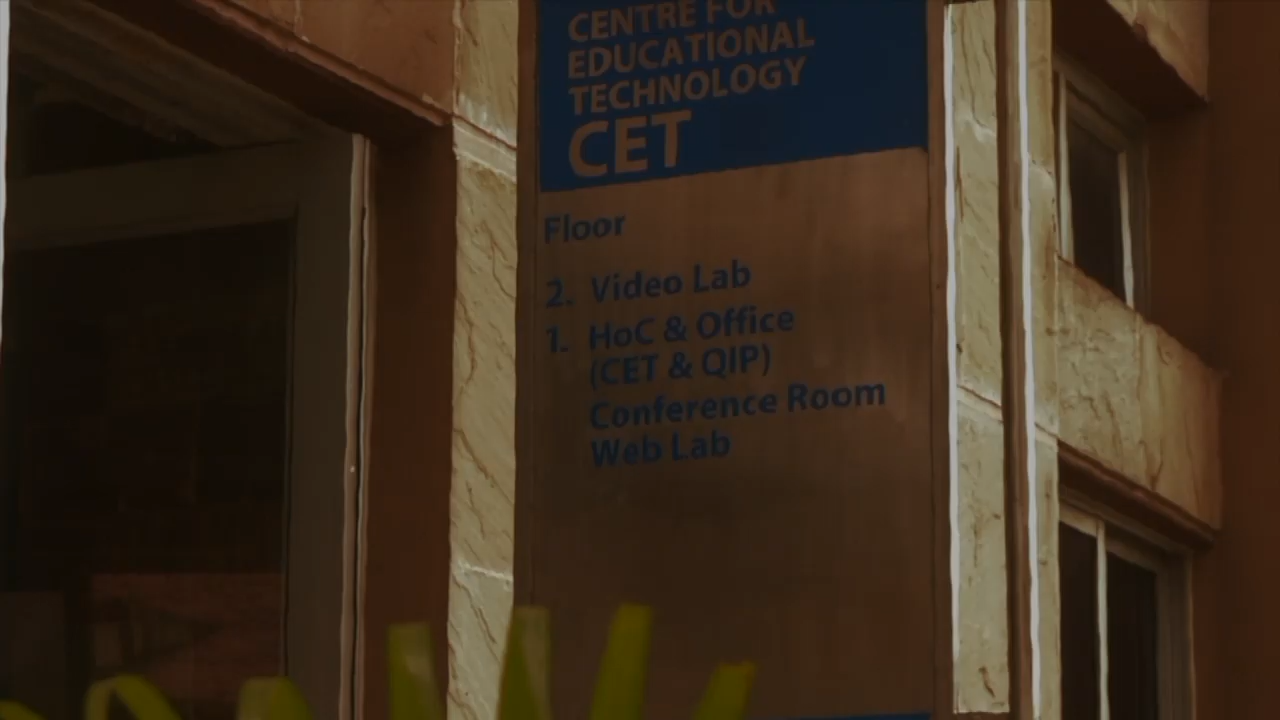 CENTRE FOR
EDUCATIONAL
TECHNOLOGY
CET
Floor
2. Video Lab
1. HoC & Office
(CET & QIP)
Conference Room
Web Lab